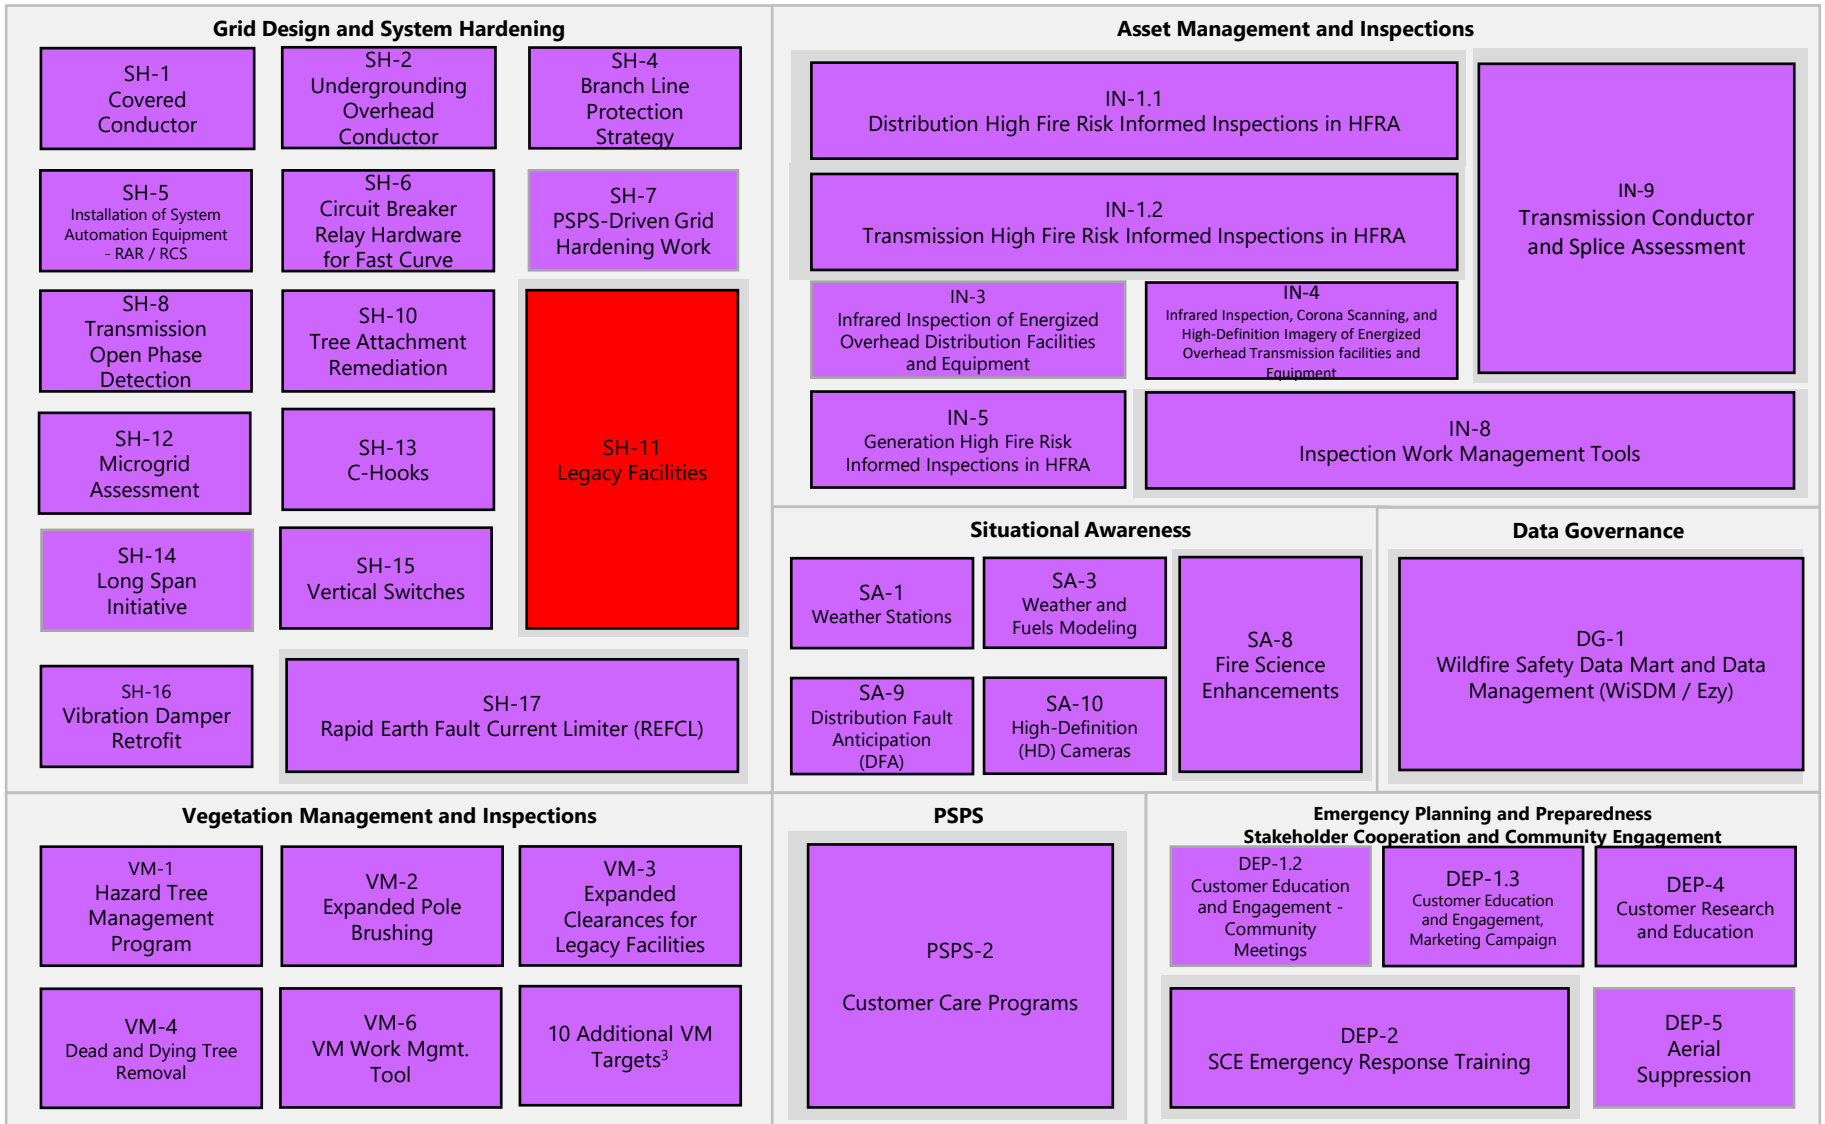 Grid Design and System Hardening
SH-1
Covered
Conductor
SH-2
Undergrounding
Overhead
Conductor
SH-4
Branch Line
Protection
Strategy
SH-5
Installation of System
Automation Equipment
- RAR / RCS
SH-6
Circuit Breaker
Relay Hardware
for Fast Curve
SH-7
PSPS-Driven Grid
Hardening Work
SH-8
Transmission
Open Phase
Detection
SH-10
Tree Attachment
Remediation
SH-11
Legacy Facilities
SH-12
Microgrid
Assessment
SH-13
C-Hooks
SH-14
Long Span
Initiative
SH-15
Vertical Switches
SH-16
Vibration Damper
Retrofit
SH-17
Rapid Earth Fault Current Limiter (REFCL)
Asset Management and Inspections
IN-1.1
Distribution High Fire Risk Informed Inspections in HFRA
IN-1.2
Transmission High Fire Risk Informed Inspections in HFRA
IN-9
Transmission Conductor
and Splice Assessment
IN-3
Infrared Inspection of Energized
Overhead Distribution Facilities
and Equipment
IN-4
Infrared Inspection, Corona Scanning, and
High-Definition Imagery of Energized
Overhead Transmission facilities and
Equipment
IN-5
Generation High Fire Risk
Informed Inspections in HFRA
IN-8
Inspection Work Management Tools
Situational Awareness
SA-1
Weather Stations
SA-3
Weather and
Fuels Modeling
SA-8
Fire Science
Enhancements
SA-9
Distribution Fault
Anticipation
(DFA)
SA-10
High-Definition
(HD) Cameras
Data Governance
DG-1
Wildfire Safety Data Mart and Data
Management (WiSDM / Ezy)
Vegetation Management and Inspections
VM-1
Hazard Tree
Management
Program
VM-2
Expanded Pole
Brushing
VM-3
Expanded
Clearances for
Legacy Facilities
VM-4
Dead and Dying Tree
Removal
VM-6
VM Work Mgmt.
Tool
10 Additional VM
Targets³
PSPS
PSPS-2
Customer Care Programs
Emergency Planning and Preparedness
Stakeholder Cooperation and Community Engagement
DEP-1.2
Customer Education
and Engagement -
Community
Meetings
DEP-1.3
Customer Education
and Engagement,
Marketing Campaign
DEP-4
Customer Research
and Education
DEP-2
SCE Emergency Response Training
DEP-5
Aerial
Suppression